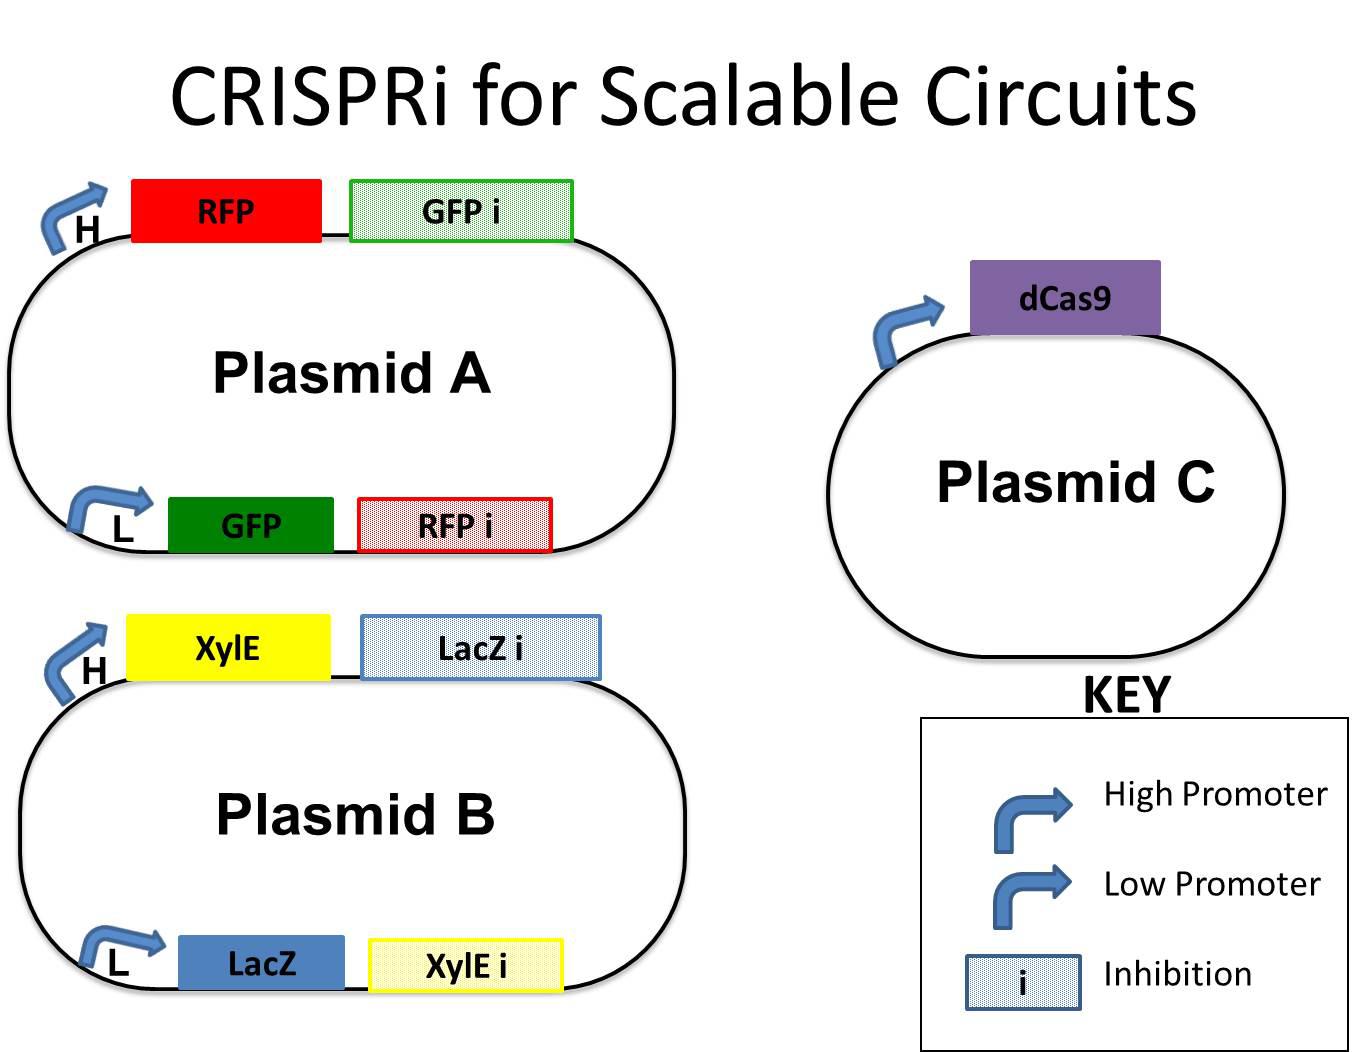 CRISPRi for Scalable Circuits
H
RFP
GFP i
Plasmid A
L
GFP
RFP i
dCas9
Plasmid C
H
XylE
LacZ i
Plasmid B
L
LacZ
XylE i
KEY
High Promoter
Low Promoter
i
Inhibition